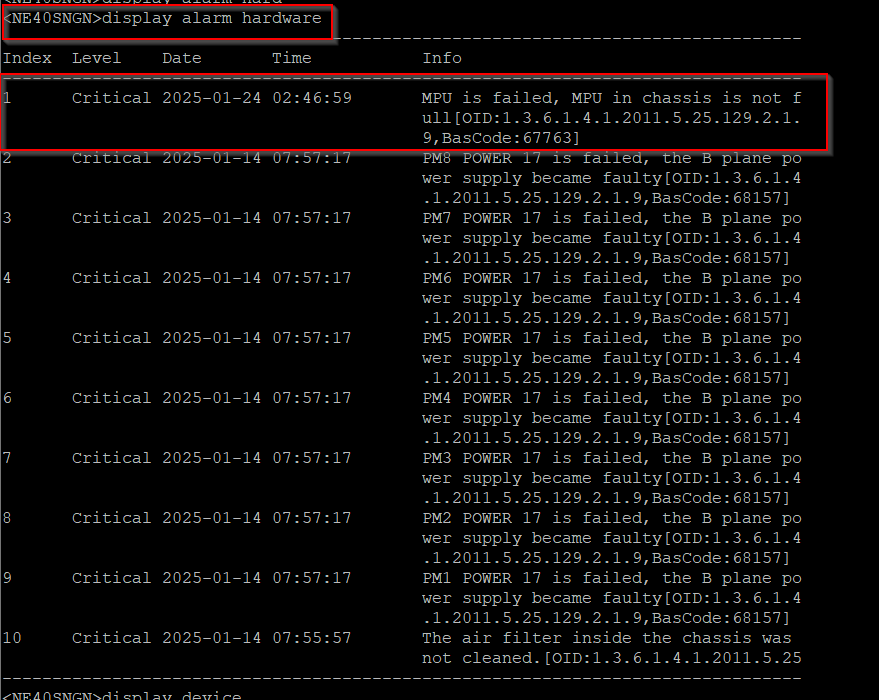 <NE40SNGN>display alarm hard
<NE40SNGN>display alarm hardware
--------------------------------------------------------------------------------
Index Level Date Time Info
--------------------------------------------------------------------------------
1 Critical 2025-01-24 02:46:59 MPU is failed, MPU in chassis is not f
ull[OID:1.3.6.1.4.1.2011.5.25.129.2.1.
9,BasCode:67763]
2 Critical 2025-01-14 07:57:17 PM8 POWER 17 is failed, the B plane po
wer supply became faulty[OID:1.3.6.1.4
.1.2011.5.25.129.2.1.9,BasCode:68157]
3 Critical 2025-01-14 07:57:17 PM7 POWER 17 is failed, the B plane po
wer supply became faulty[OID:1.3.6.1.4
.1.2011.5.25.129.2.1.9,BasCode:68157]
4 Critical 2025-01-14 07:57:17 PM6 POWER 17 is failed, the B plane po
wer supply became faulty[OID:1.3.6.1.4
.1.2011.5.25.129.2.1.9,BasCode:68157]
5 Critical 2025-01-14 07:57:17 PM5 POWER 17 is failed, the B plane po
wer supply became faulty[OID:1.3.6.1.4
.1.2011.5.25.129.2.1.9,BasCode:68157]
6 Critical 2025-01-14 07:57:17 PM4 POWER 17 is failed, the B plane po
wer supply became faulty[OID:1.3.6.1.4
.1.2011.5.25.129.2.1.9,BasCode:68157]
7 Critical 2025-01-14 07:57:17 PM3 POWER 17 is failed, the B plane po
wer supply became faulty[OID:1.3.6.1.4
.1.2011.5.25.129.2.1.9,BasCode:68157]
8 Critical 2025-01-14 07:57:17 PM2 POWER 17 is failed, the B plane po
wer supply became faulty[OID:1.3.6.1.4
.1.2011.5.25.129.2.1.9,BasCode:68157]
9 Critical 2025-01-14 07:57:17 PM1 POWER 17 is failed, the B plane po
wer supply became faulty[OID:1.3.6.1.4
.1.2011.5.25.129.2.1.9,BasCode:68157]
10 Critical 2025-01-14 07:55:57 The air filter inside the chassis was
not cleaned.[OID:1.3.6.1.4.1.2011.5.25
--------------------------------------------------------------------------------
<NE40SNGN>display device